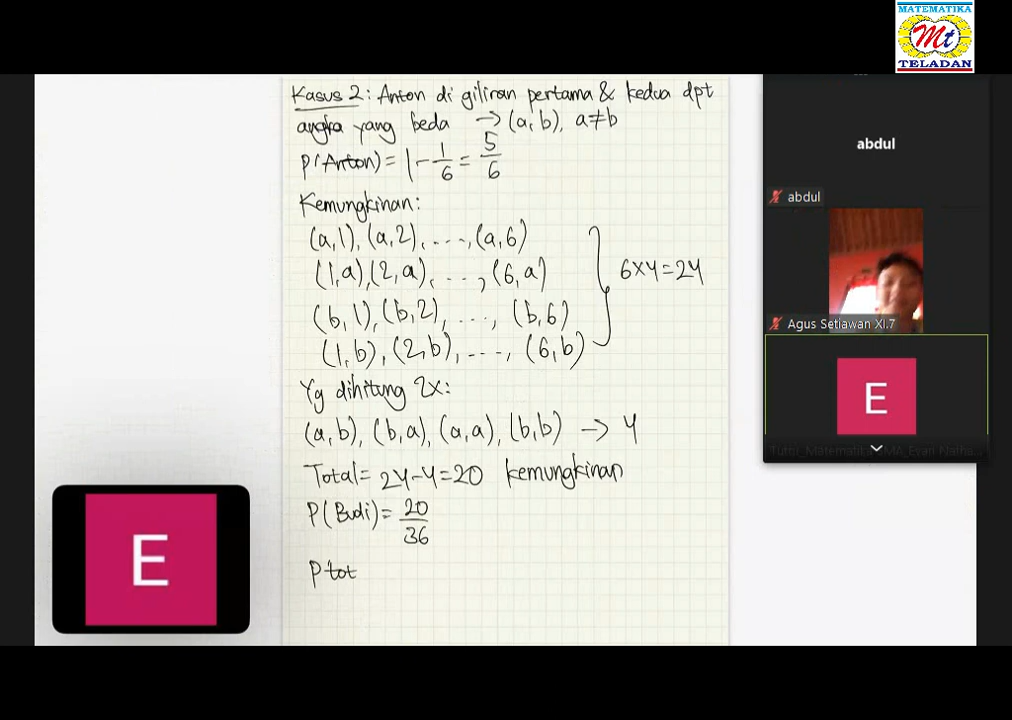 MATEMATIKA
Mt
TELADAN
Kasus 2: Anton di giliran pertama & kedua dpt
angka yang beda → (a, b), a≠b
P(Anton) = 1 - 1/6 = 5/6
Kemungkinan:
(a,1), (a,2), ...., (a,6)
(1,a), (2,a), ..., (6,a)
(b,1), (b,2), ..., (b,6)
(1,b), (2,b), ...., (6,b)
6x4=24
Yg dihitung 2x:
(a,b), (b,a), (a,a), (b,b) → 4
Total = 24-4=20 kemungkinan
P(Budi) = 20/36
P tot
E
abdul
abdul
Agus Setiawan XI.7
E